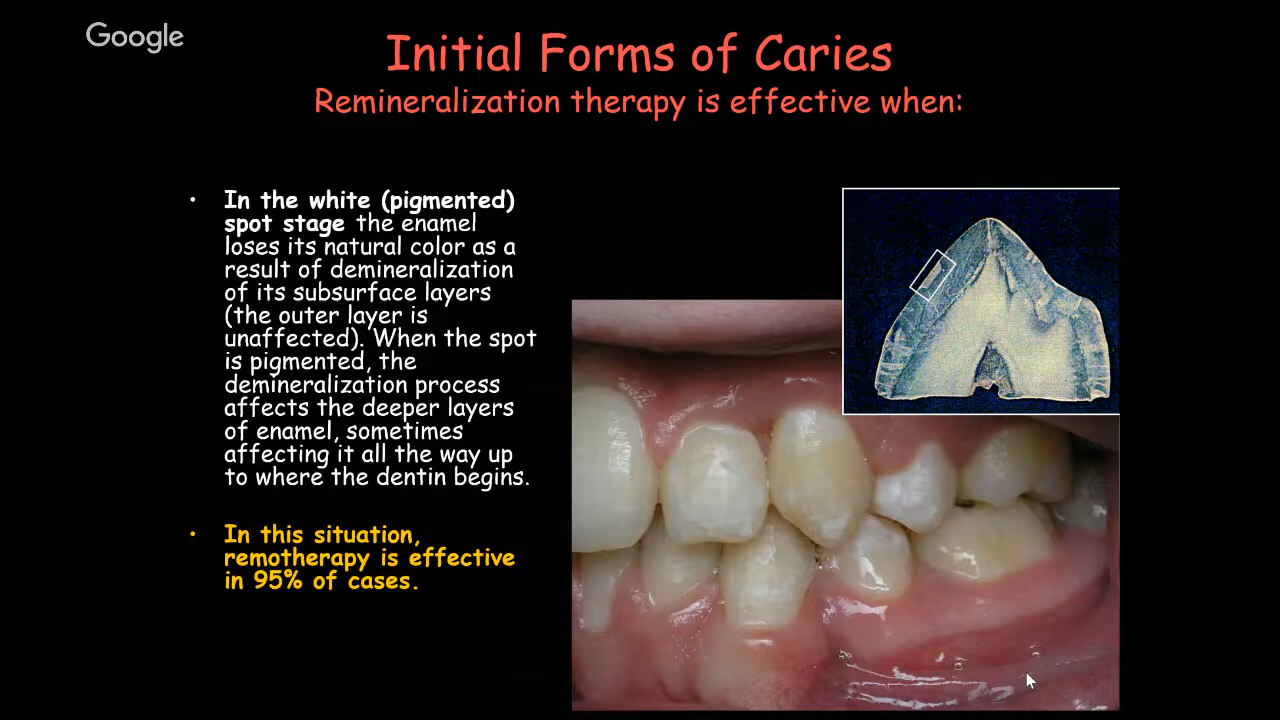 Google
Initial Forms of Caries
Remineralization therapy is effective when:
• In the white (pigmented)
spot stage the enamel
loses its natural color as a
result of demineralization
of its subsurface layers
(the outer layer is
unaffected). When the spot
is pigmented, the
demineralization process
affects the deeper layers
of enamel, sometimes
affecting it all the way up
to where the dentin begins.
• In this situation,
remotherapy is effective
in 95% of cases.